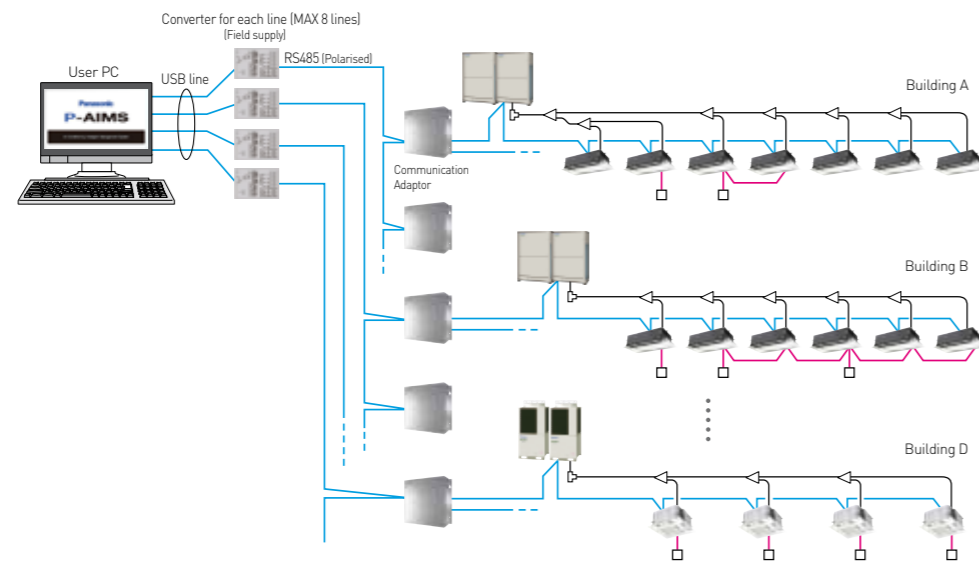 Converter for each line (MAX 8 lines)
(Field supply)
RS485 (Polarised)
User PC
USB line
Panasonic
P-AIMS
Building A
Communication
Adaptor
Building B
Building D